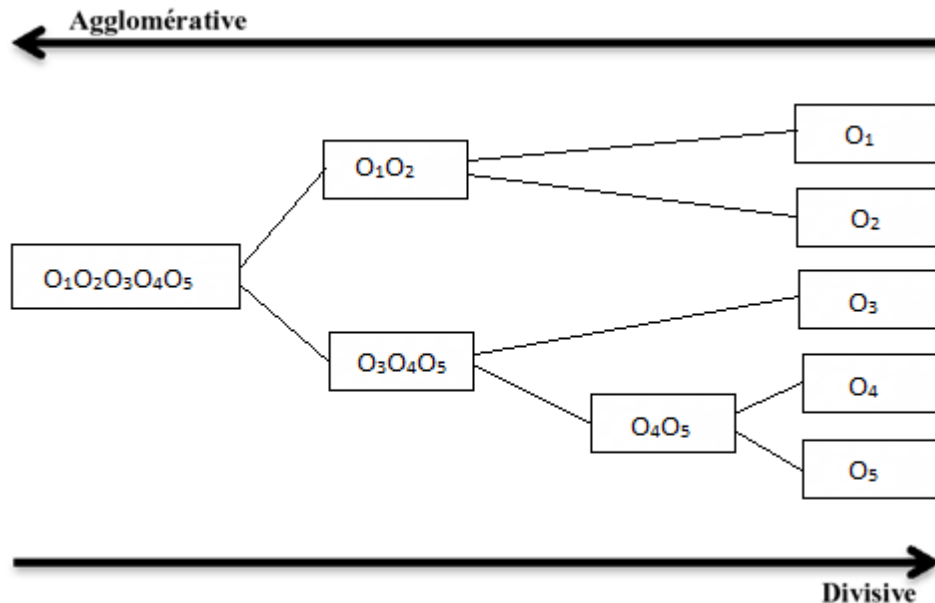 Agglomérative
O₁
O₁O₂
O₂
O₁O₂O₃O₄O₅
O₃
O₃O₄O₅
O₄
O₄O₅
O₅
Divisive